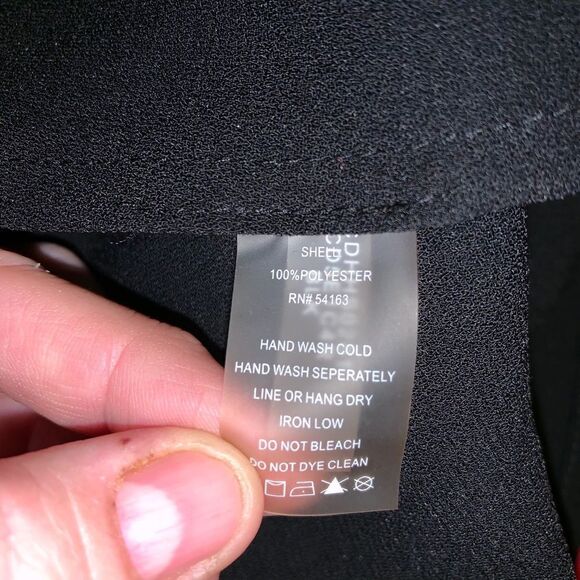 SHELL
100%POLYESTER
RN# 54163
HAND WASH COLD
HAND WASH SEPERATELY
LINE OR HANG DRY
IRON LOW
DO NOT BLEACH
DO NOT DYE CLEAN